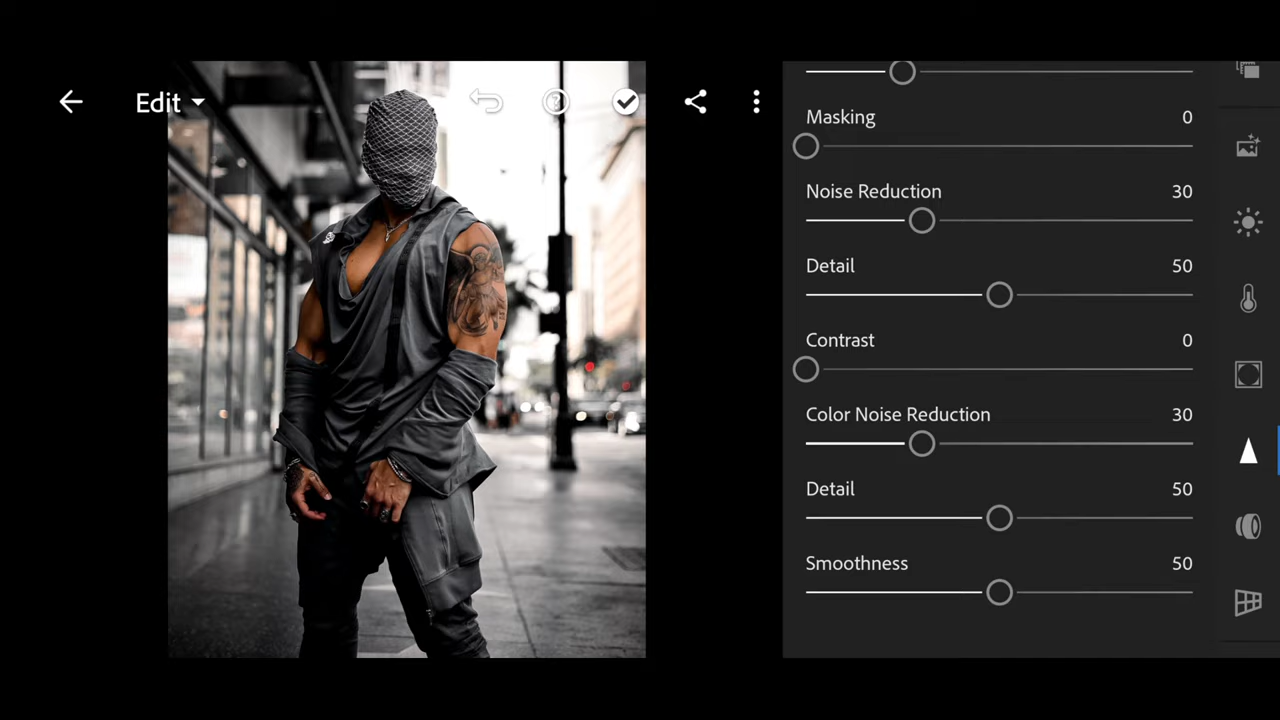 Edit
Masking 0
Noise Reduction 30
Detail 50
Contrast 0
Color Noise Reduction 30
Detail 50
Smoothness 50